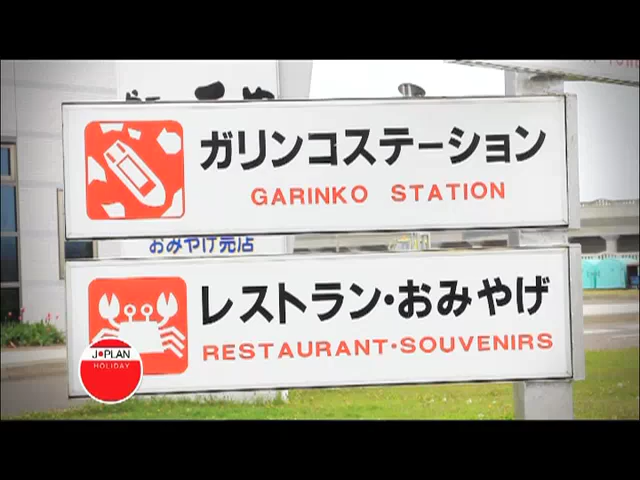 ガリンコステーション
GARINKO STATION
おみやげ元店
レストラン・おみやげ
RESTAURANT・SOUVENIRS
J●PLAN
HOLIDAY